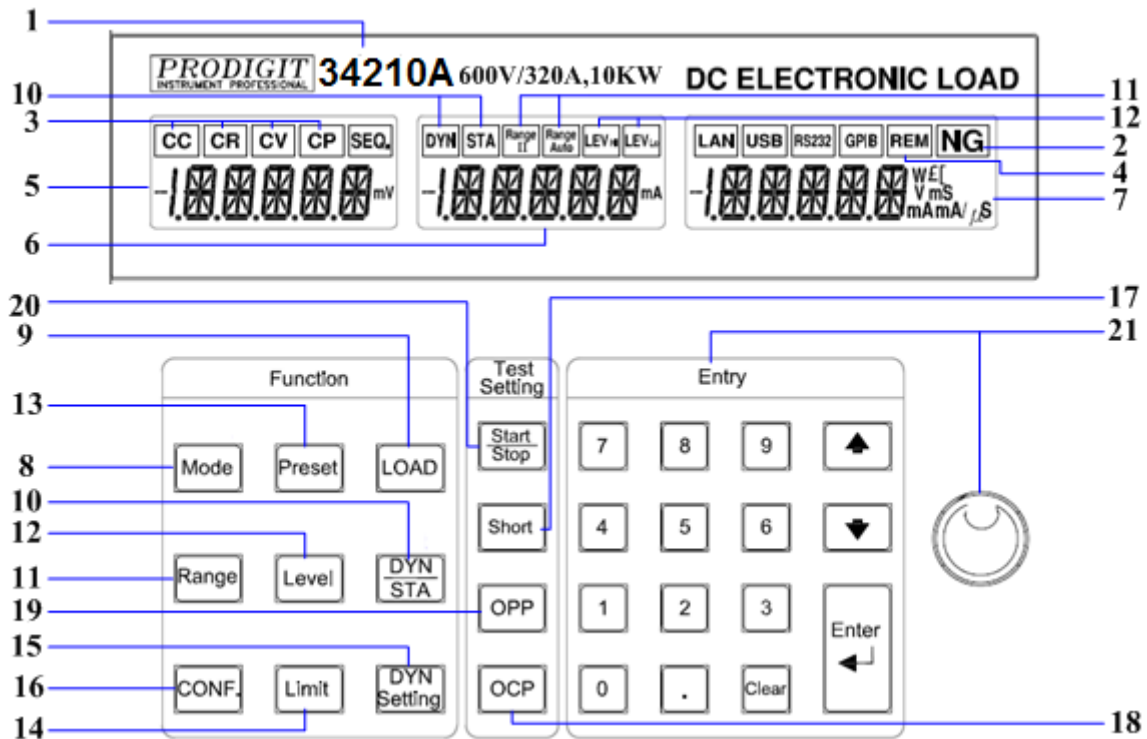 1
PRODIGIT
INSTRUMENT PROFESSIONAL
34210A 600V/320A,10KW DC ELECTRONIC LOAD
10 11
3 CC CR CV CP SEQ. DYN STA Range II Range Auto LEV Hi LEV Lo LAN USB RS232 GPIB REM NG 12
2
5 mV mA W£[ 4
V mS 7
mA mA/µS
6
20 17
9 21
Function Test Setting Entry
13
8 Mode Preset LOAD Start Stop 7 8 9
10
12 Short 4 5 6
11 Range Level DYN STA
19 OPP 1 2 3 Enter
15
16 CONF. Limit DYN Setting OCP 0 . Clear
14 18